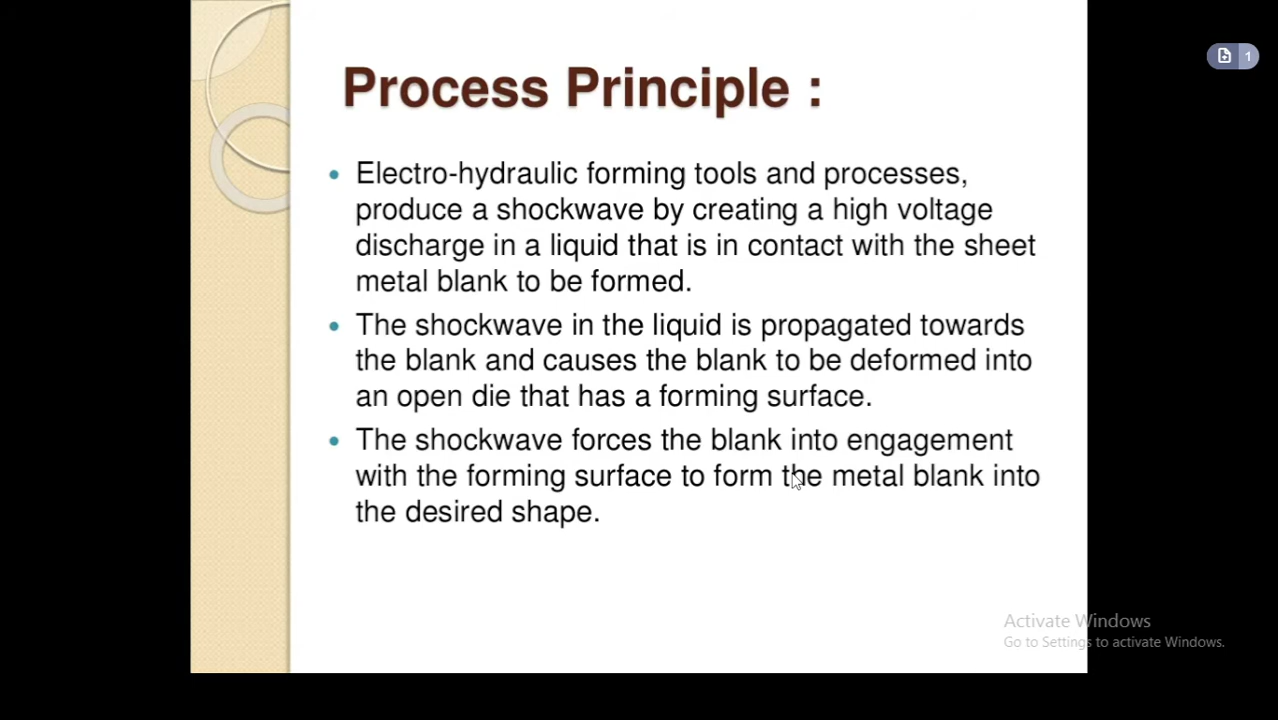 Process Principle :
1
• Electro-hydraulic forming tools and processes,
produce a shockwave by creating a high voltage
discharge in a liquid that is in contact with the sheet
metal blank to be formed.
• The shockwave in the liquid is propagated towards
the blank and causes the blank to be deformed into
an open die that has a forming surface.
• The shockwave forces the blank into engagement
with the forming surface to form the metal blank into
the desired shape.
Activate Windows
Go to Settings to activate Windows.